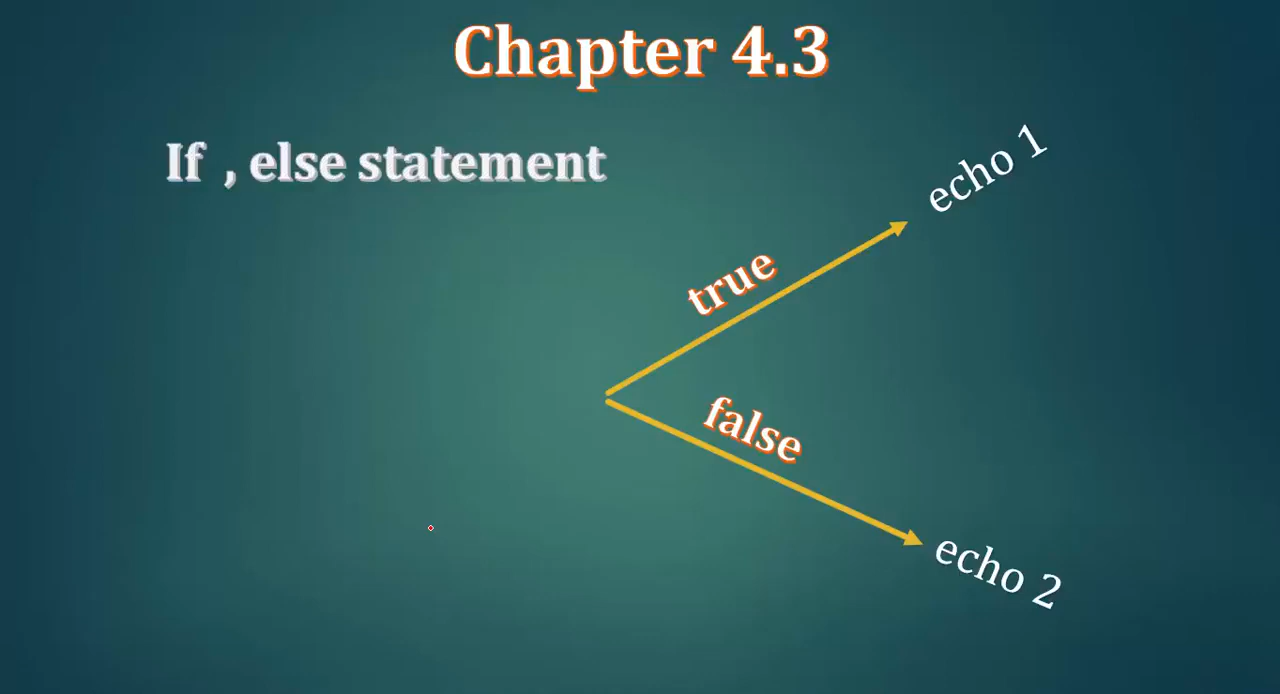 Chapter 4.3
If , else statement
echo 1
true
false
echo 2